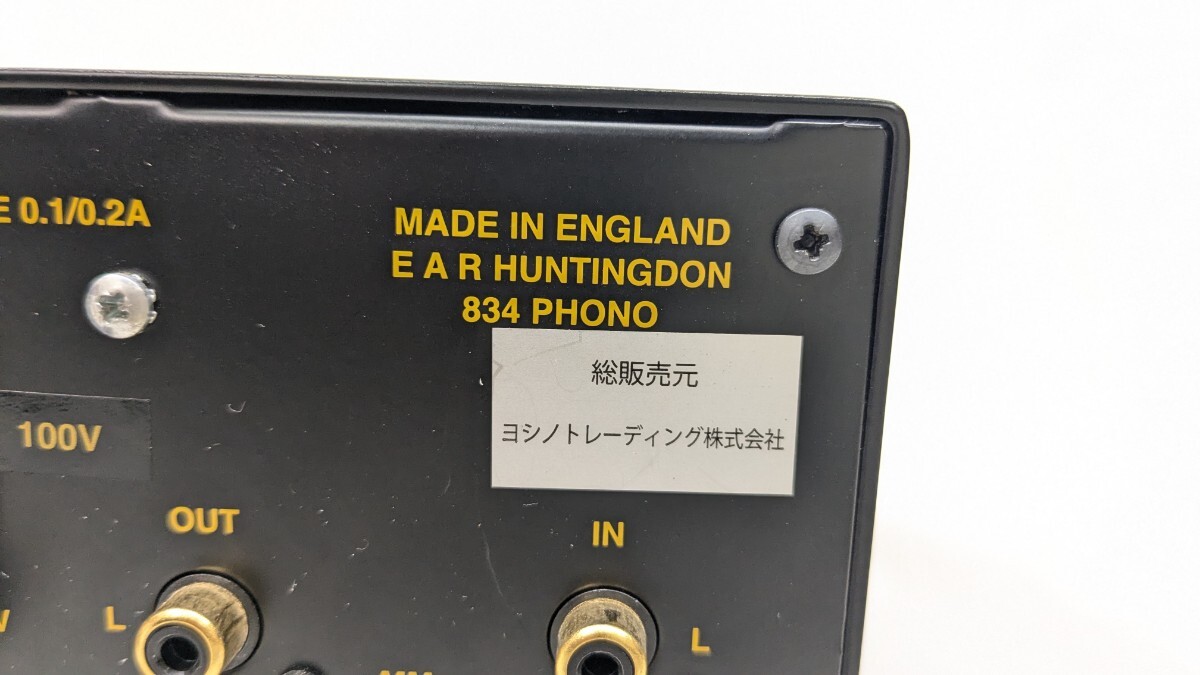 0.1/0.2A
MADE IN ENGLAND
E A R HUNTINGDON
834 PHONO
総販売元
ヨシノトレーディング株式会社
100V
OUT
IN
L
L